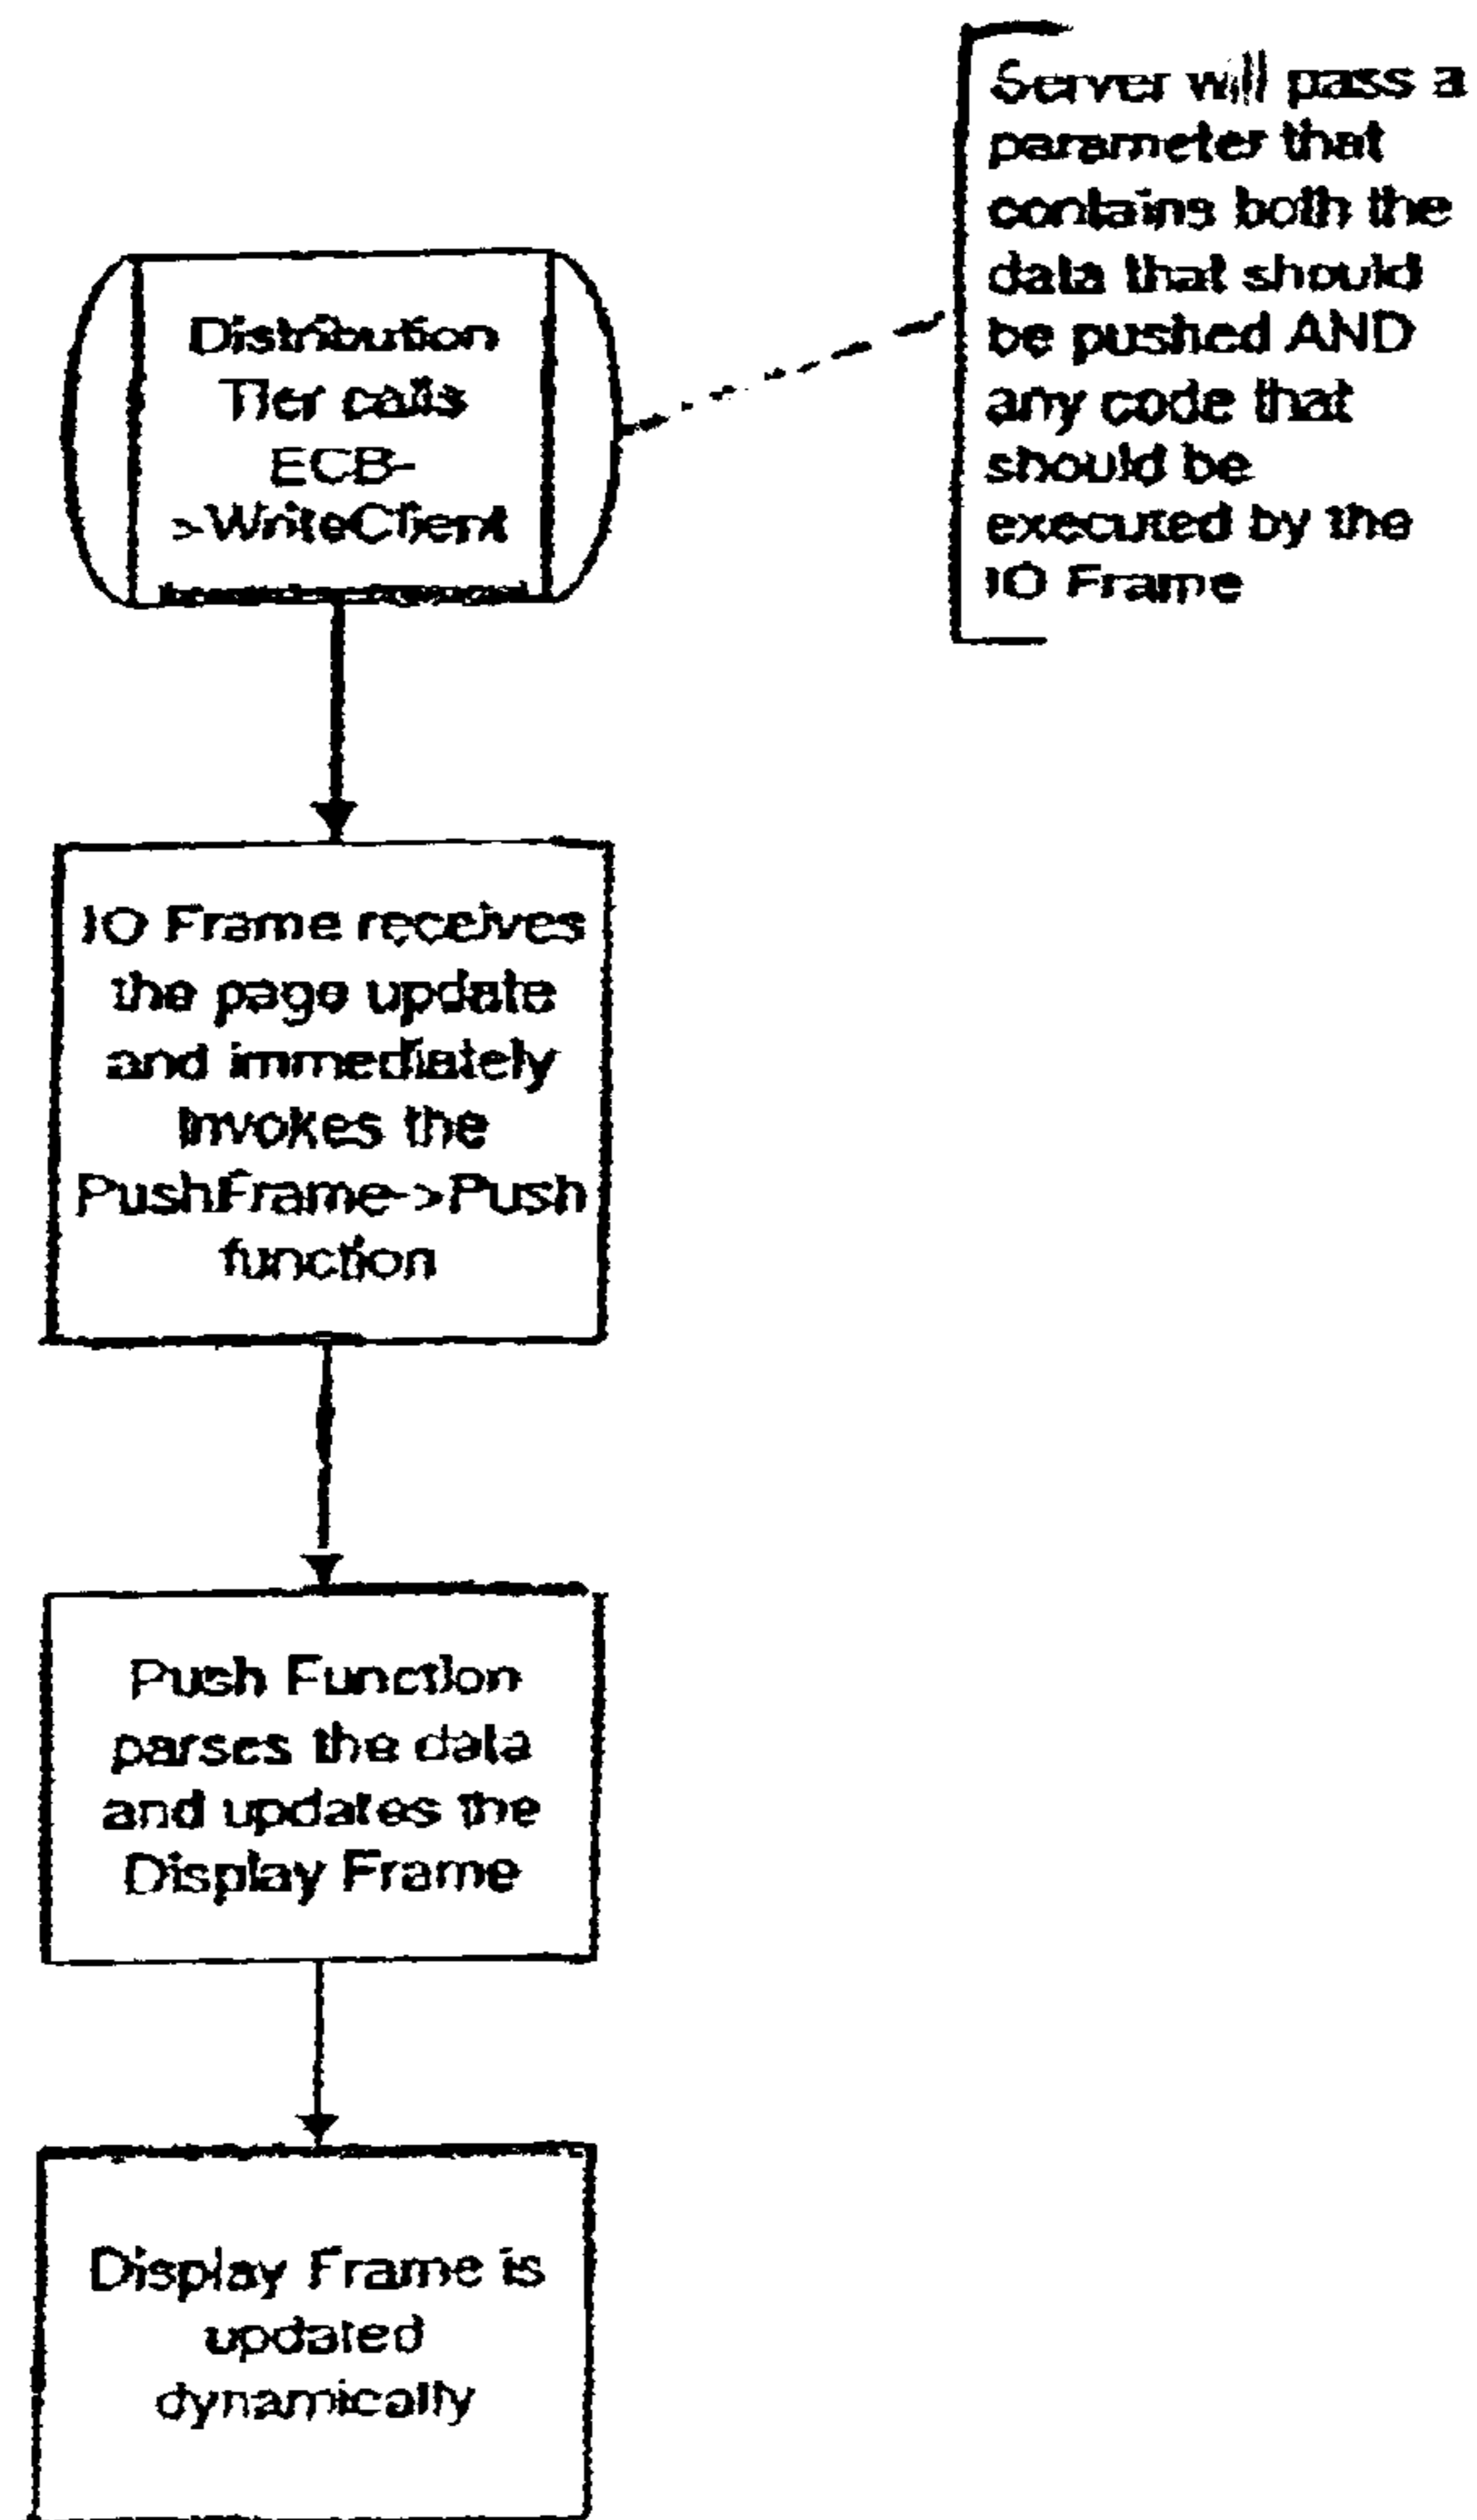 Server will pass a
parameter that
contains both the
data that should
be pushed AND
any code that
should be
executed by the
IO Frame
Distribution
Tier calls
ECB-
>WriteClient
IO Frame receives
the page update
and immediately
invokes the
PushFrame->Push
function
Push Function
parses the data
and updates the
Display Frame
Display Frame is
updated
dynamically